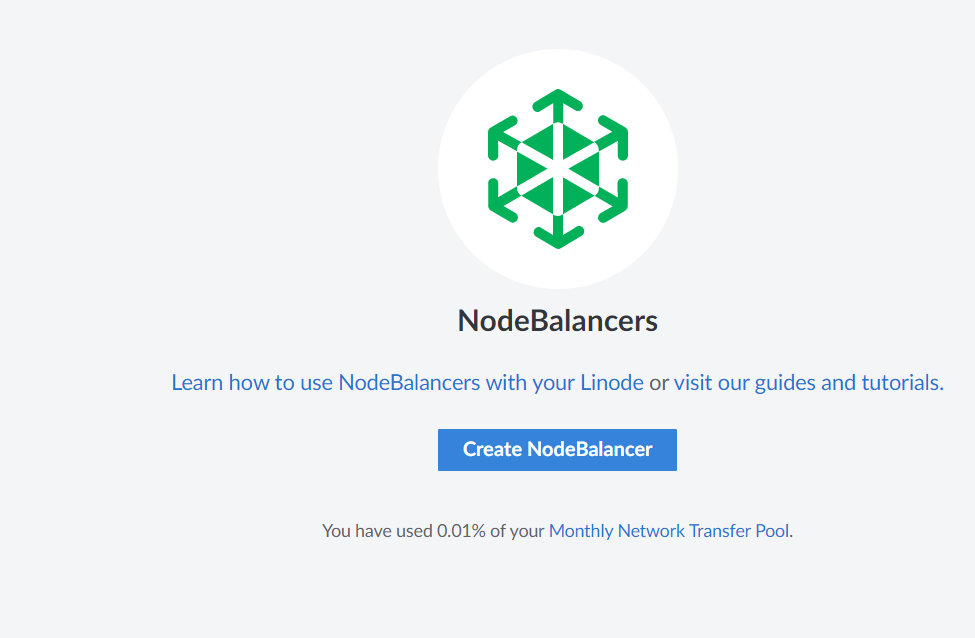 NodeBalancers
Learn how to use NodeBalancers with your Linode or visit our guides and tutorials.
Create NodeBalancer
You have used 0.01% of your Monthly Network Transfer Pool.